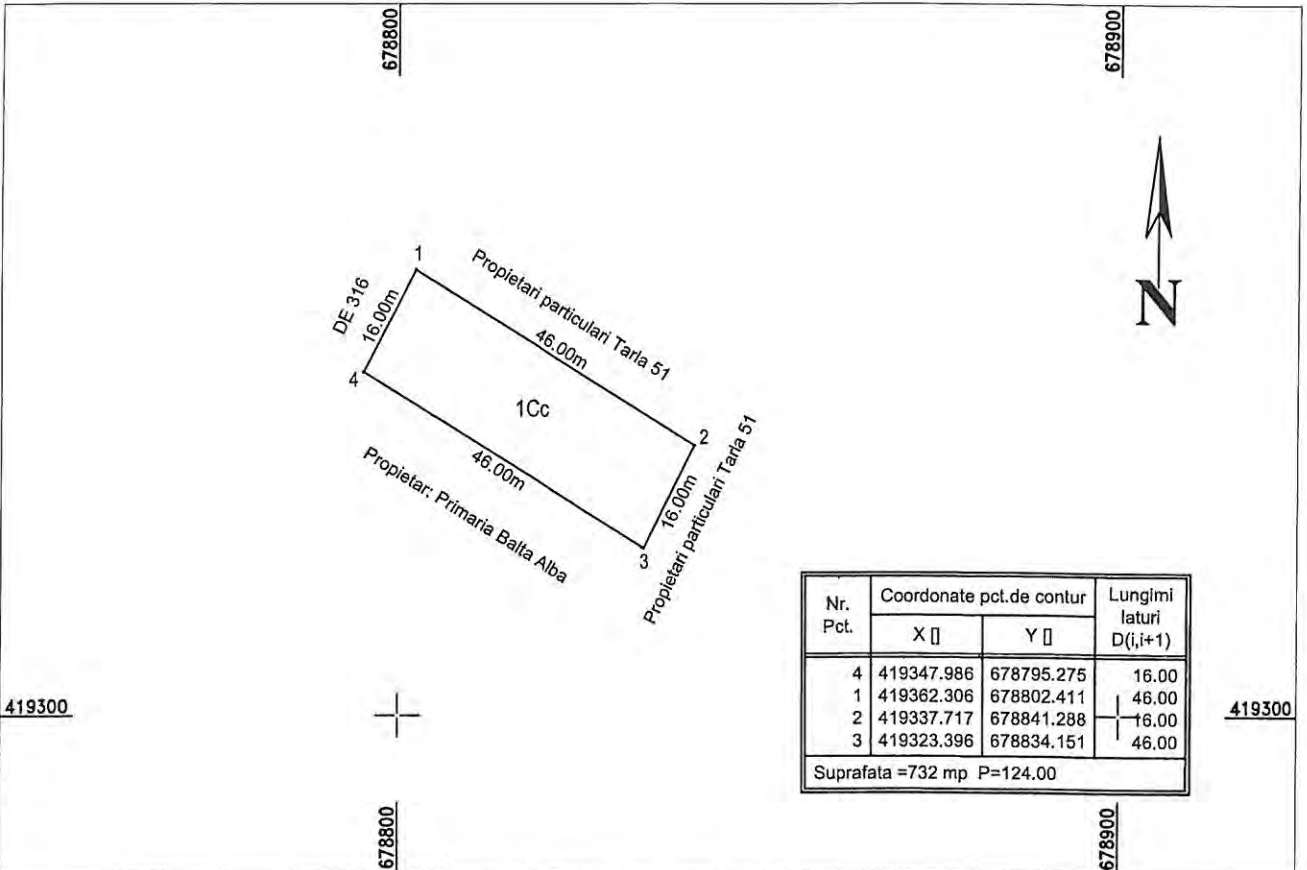 678800
678900
N
1
Propietari particulari Tarla 51
DE 316
16.00m
46.00m
4
1Cc
2
46.00m
Propietar: Primaria Balta Alba
16.00m
Propietari particulari Tarla 51
3
Nr. Pct. Coordonate pct.de contur Lungimi laturi D(i,i+1)
X [] Y []
4 419347.986 678795.275 16.00
1 419362.306 678802.411 46.00
2 419337.717 678841.288 16.00
3 419323.396 678834.151 46.00
Suprafata =732 mp P=124.00
419300
419300
678800
678900